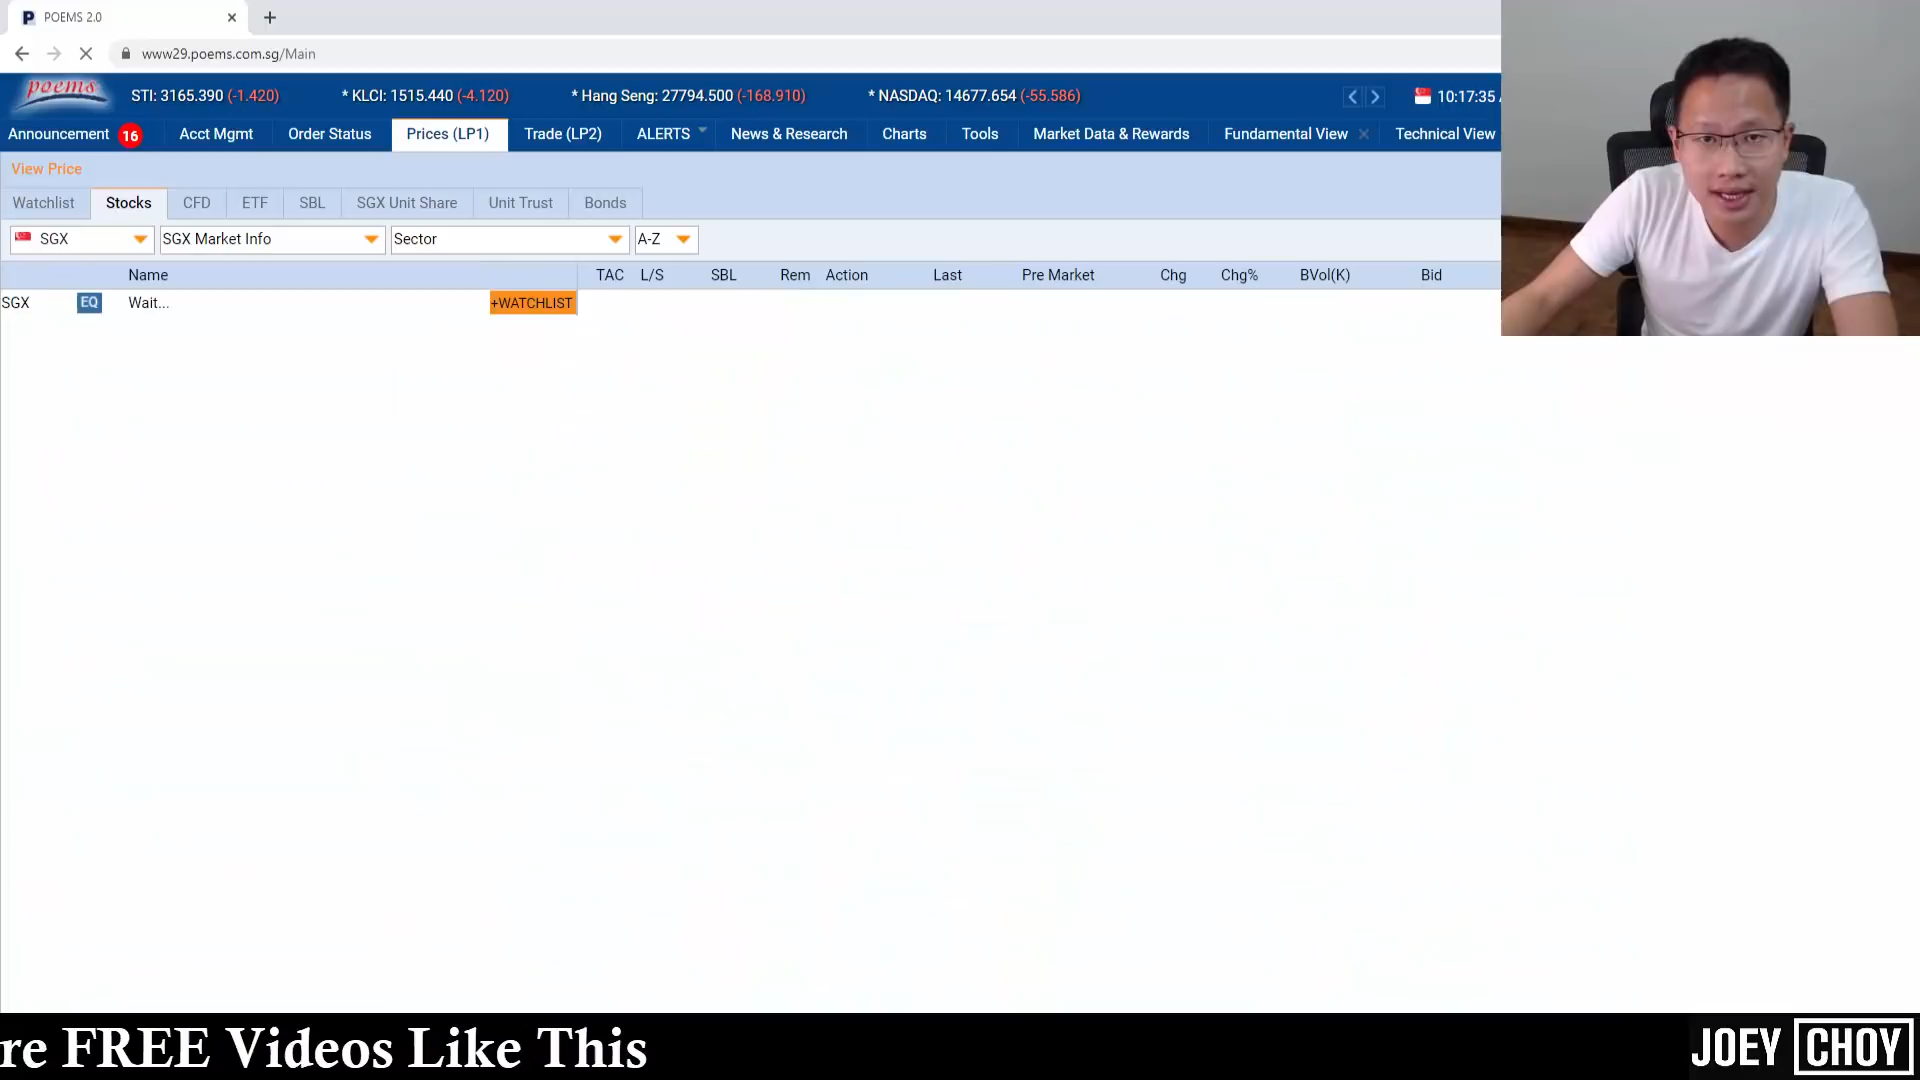 POEMS 2.0
www29.poems.com.sg/Main
poems
STI: 3165.390 (-1.420) * KLCI: 1515.440 (-4.120) * Hang Seng: 27794.500 (-168.910) * NASDAQ: 14677.654 (-55.586) 10:17:35
Announcement 16 Acct Mgmt Order Status Prices (LP1) Trade (LP2) ALERTS News & Research Charts Tools Market Data & Rewards Fundamental View Technical View
View Price
Watchlist Stocks CFD ETF SBL SGX Unit Share Unit Trust Bonds
SGX SGX Market Info Sector A-Z
Name TAC L/S SBL Rem Action Last Pre Market Chg Chg% BVol(K) Bid
SGX EQ Wait... +WATCHLIST
re FREE Videos Like This
JOEY CHOY